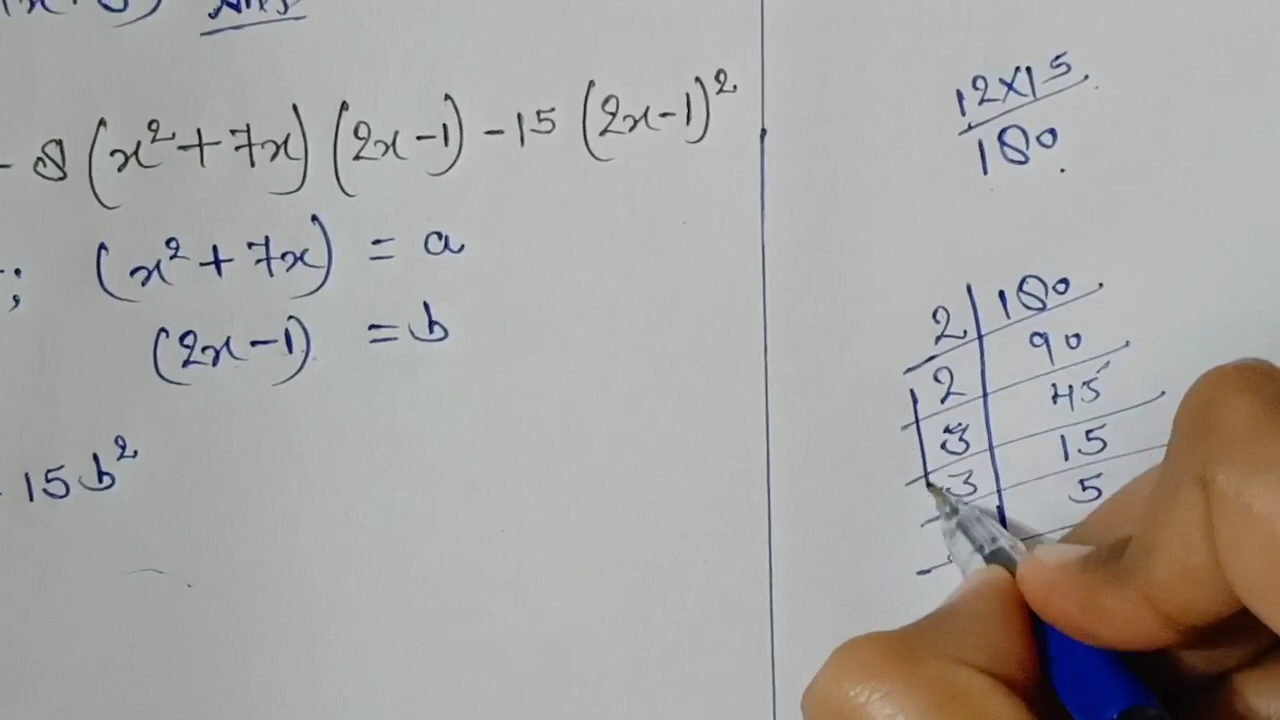 Ans
- 8 (x² + 7x) (2x - 1) - 15 (2x - 1)²
; (x² + 7x) = a
(2x - 1) = b
15b²
12×15
180
2 | 180
2 | 90
3 | 45
3 | 15
5